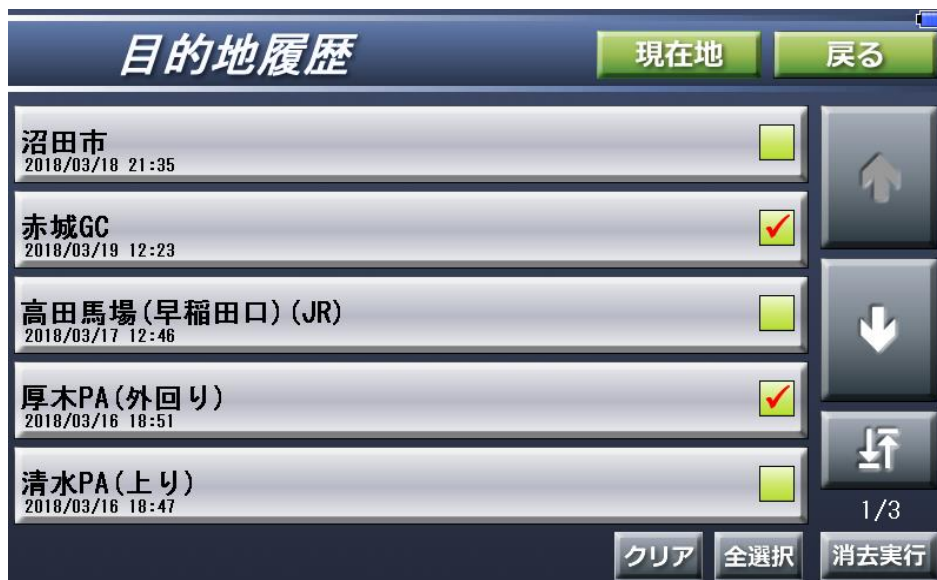 目的地履歴
現在地
戻る
沼田市
2018/03/18 21:35
赤城GC
2018/03/19 12:23
高田馬場(早稲田口)(JR)
2018/03/17 12:46
厚木PA(外回り)
2018/03/16 18:51
清水PA(上り)
2018/03/16 18:47
1/3
クリア
全選択
消去実行